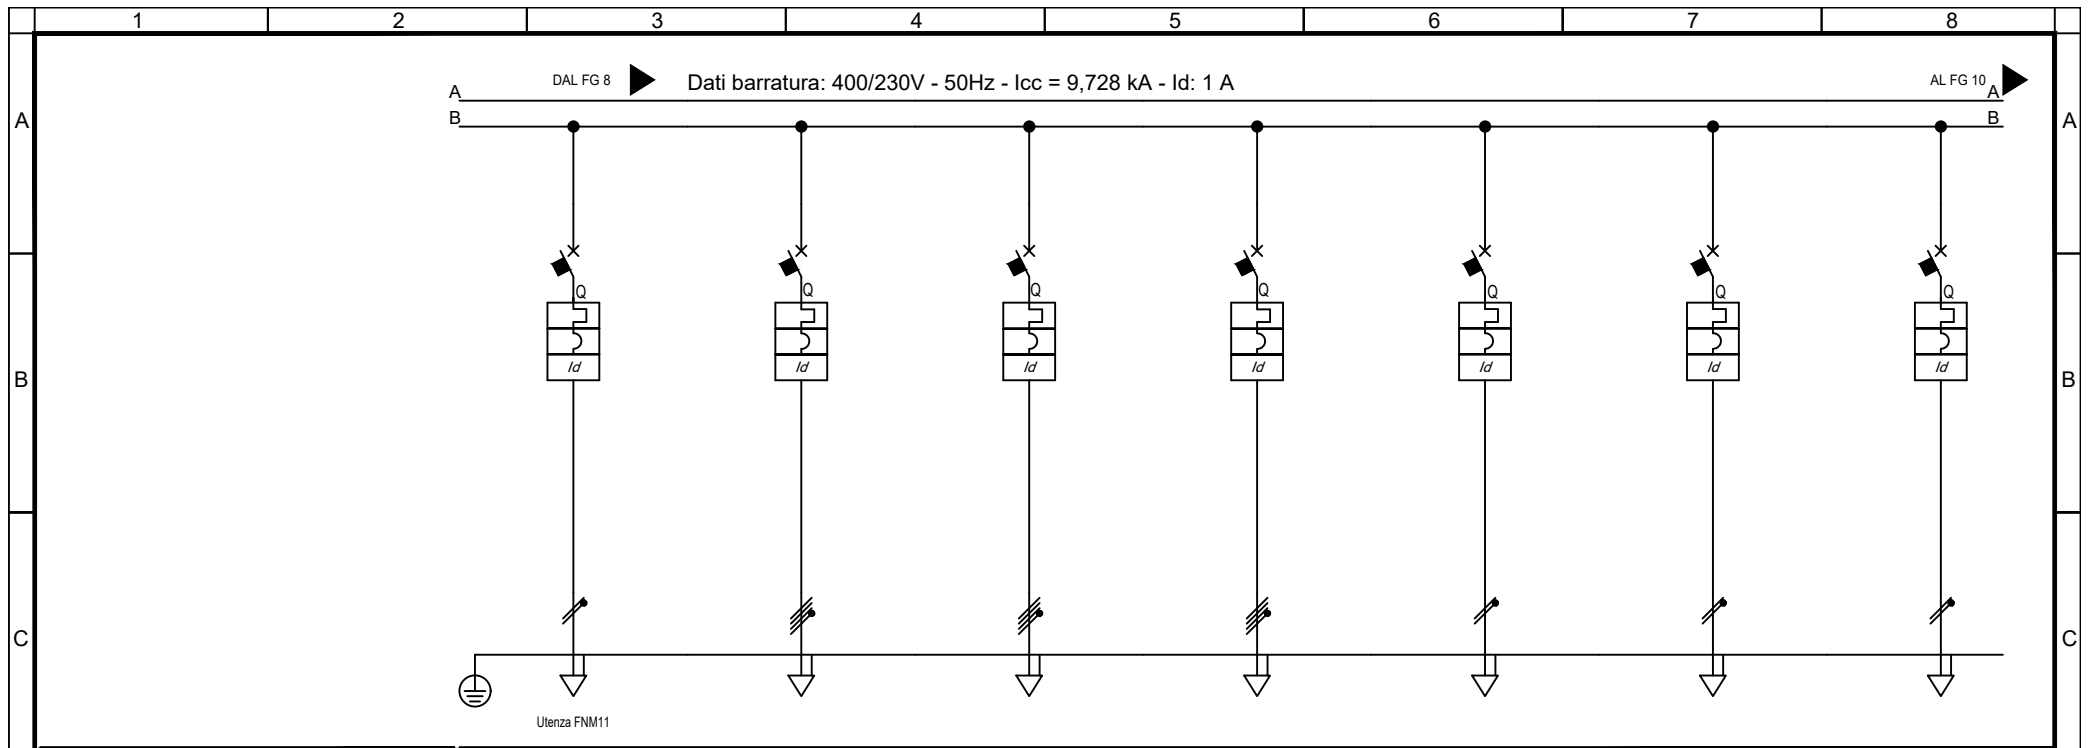 1 2 3 4 5 6 7 8
DAL FG 8 Dati barratura: 400/230V - 50Hz - Icc = 9,728 kA - Id: 1 A AL FG 10
A A
A B B A
Q Q Q Q Q Q Q
B Id Id Id Id Id Id Id B
C C
Utenza FNM11